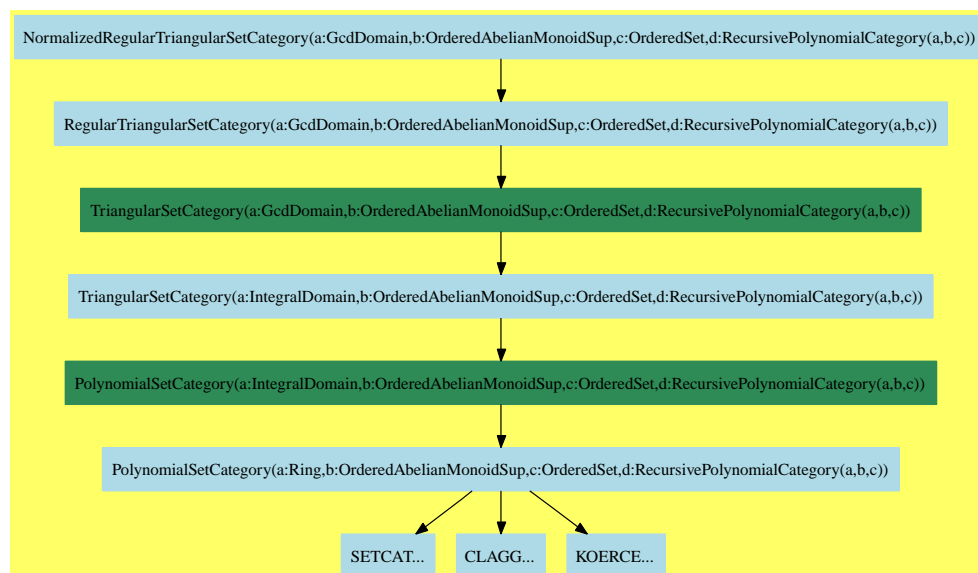 NormalizedRegularTriangularSetCategory(a:GcdDomain,b:OrderedAbelianMonoidSup,c:OrderedSet,d:RecursivePolynomialCategory(a,b,c))
RegularTriangularSetCategory(a:GcdDomain,b:OrderedAbelianMonoidSup,c:OrderedSet,d:RecursivePolynomialCategory(a,b,c))
TriangularSetCategory(a:GcdDomain,b:OrderedAbelianMonoidSup,c:OrderedSet,d:RecursivePolynomialCategory(a,b,c))
TriangularSetCategory(a:IntegralDomain,b:OrderedAbelianMonoidSup,c:OrderedSet,d:RecursivePolynomialCategory(a,b,c))
PolynomialSetCategory(a:IntegralDomain,b:OrderedAbelianMonoidSup,c:OrderedSet,d:RecursivePolynomialCategory(a,b,c))
PolynomialSetCategory(a:Ring,b:OrderedAbelianMonoidSup,c:OrderedSet,d:RecursivePolynomialCategory(a,b,c))
SETCAT... CLAGG... KOERCE...